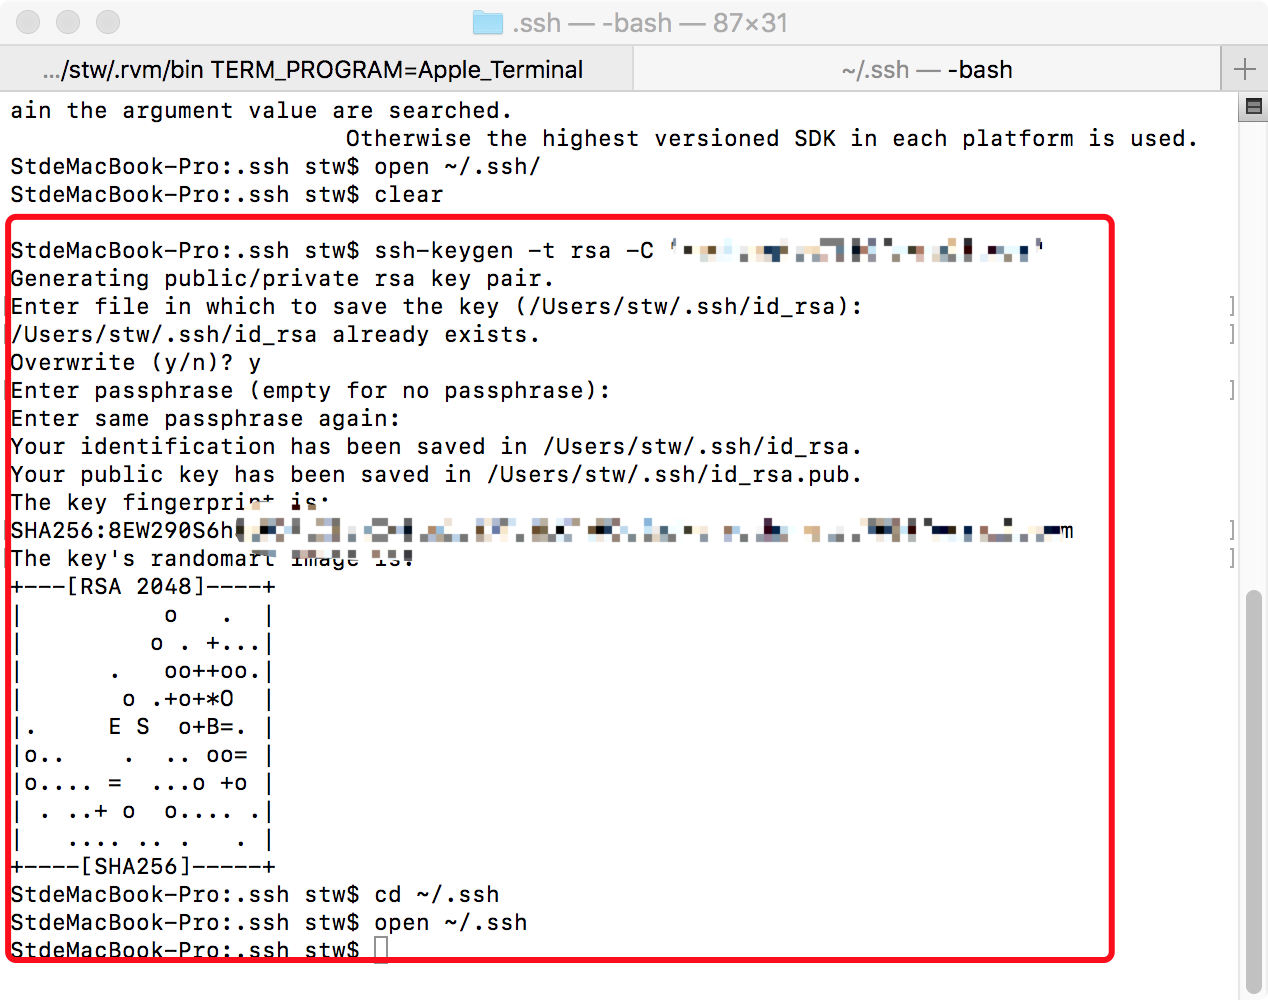 .ssh — -bash — 87×31
.../stw/.rvm/bin TERM_PROGRAM=Apple_Terminal
~/.ssh — -bash
ain the argument value are searched.
Otherwise the highest versioned SDK in each platform is used.
StdeMacBook-Pro:.ssh stw$ open ~/.ssh/
StdeMacBook-Pro:.ssh stw$ clear
StdeMacBook-Pro:.ssh stw$ ssh-keygen -t rsa -C '
Generating public/private rsa key pair.
Enter file in which to save the key (/Users/stw/.ssh/id_rsa):
/Users/stw/.ssh/id_rsa already exists.
Overwrite (y/n)? y
Enter passphrase (empty for no passphrase):
Enter same passphrase again:
Your identification has been saved in /Users/stw/.ssh/id_rsa.
Your public key has been saved in /Users/stw/.ssh/id_rsa.pub.
The key fingerprint is:
SHA256:8EW290S6h m
The key's randomart image is:
+---[RSA 2048]----+
|          o   .  |
|         o . +...|
|      .   oo++oo.|
|       o .+o+*O  |
|.     E S  o+B=. |
|o..    .  .. oo= |
|o.... =  ...o +o |
| . ..+ o  o.... .|
|   .... .. .   . |
+----[SHA256]-----+
StdeMacBook-Pro:.ssh stw$ cd ~/.ssh
StdeMacBook-Pro:.ssh stw$ open ~/.ssh
StdeMacBook-Pro:.ssh stw$